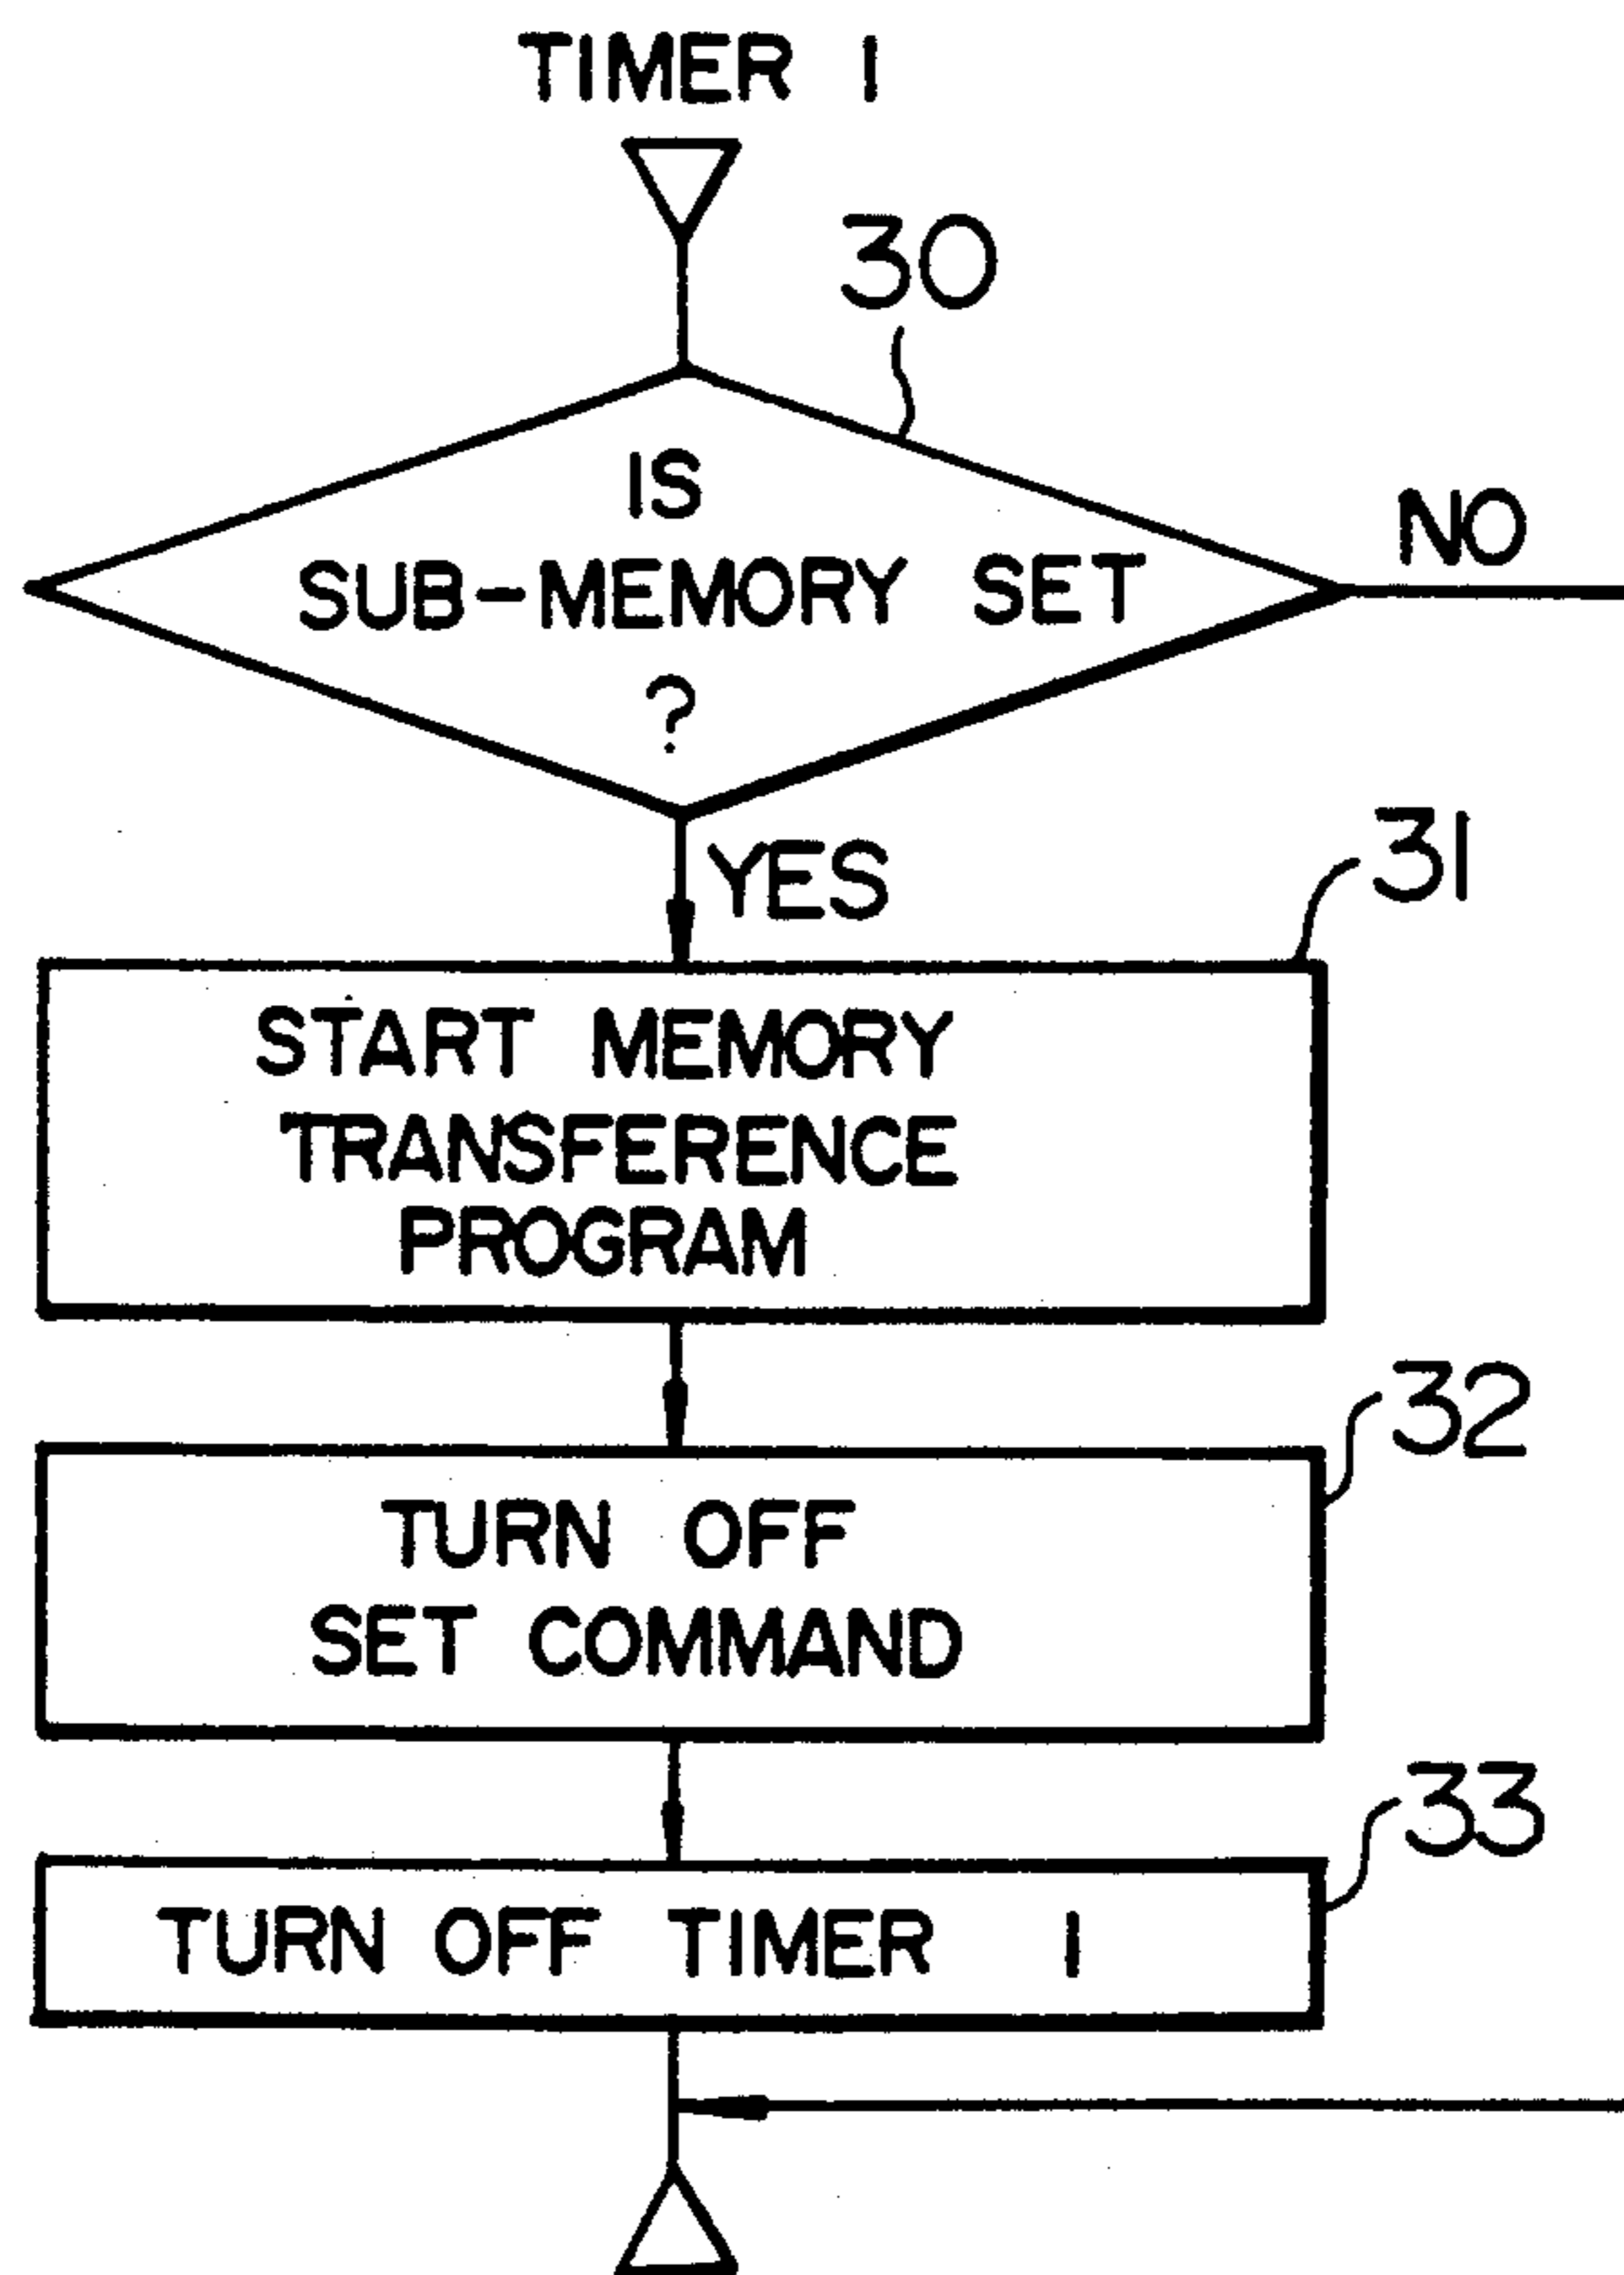 TIMER 1
30
IS
SUB-MEMORY SET
?
NO
YES
31
START MEMORY
TRANSFERENCE
PROGRAM
32
TURN OFF
SET COMMAND
33
TURN OFF TIMER 1